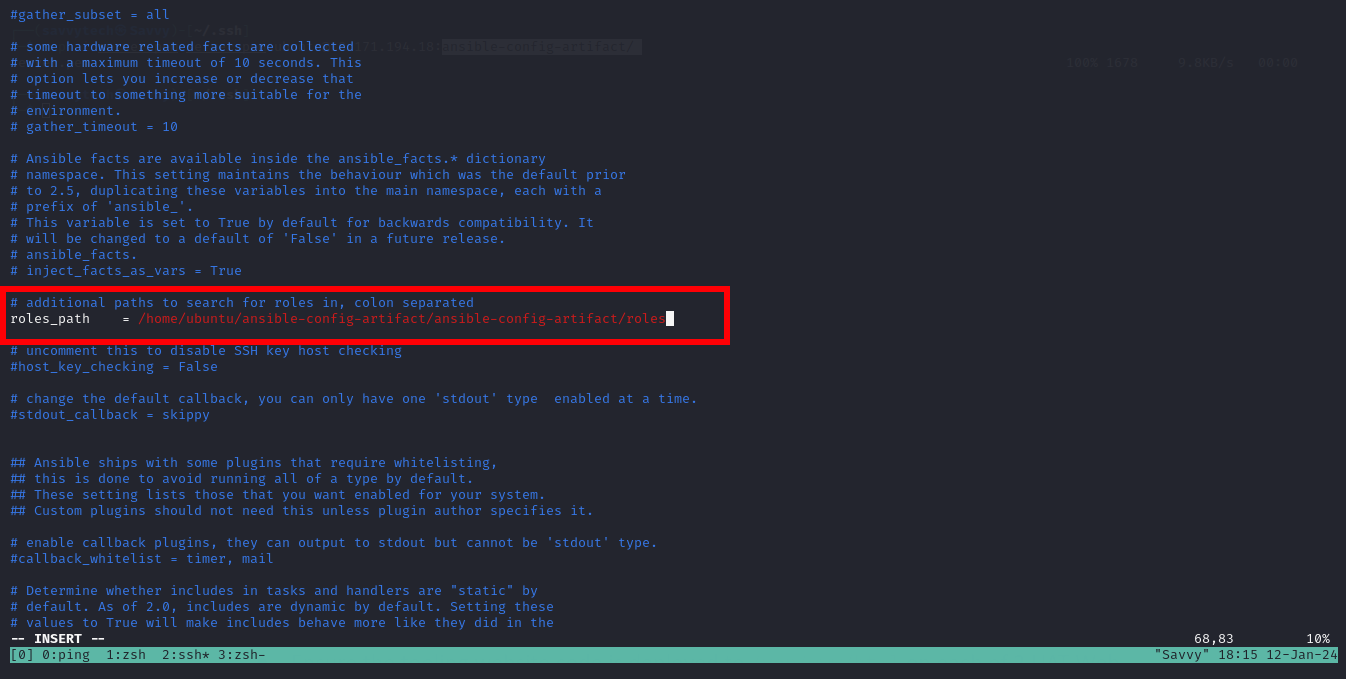 #gather_subset = all
# some hardware related facts are collected
# with a maximum timeout of 10 seconds. This
100% 1678 9.8KB/s 00:00
# option lets you increase or decrease that
# timeout to something more suitable for the
# environment.
# gather_timeout = 10
# Ansible facts are available inside the ansible_facts.* dictionary
# namespace. This setting maintains the behaviour which was the default prior
# to 2.5, duplicating these variables into the main namespace, each with a
# prefix of 'ansible_'.
# This variable is set to True by default for backwards compatibility. It
# will be changed to a default of 'False' in a future release.
# ansible_facts.
# inject_facts_as_vars = True
# additional paths to search for roles in, colon separated
roles_path    = /home/ubuntu/ansible-config-artifact/ansible-config-artifact/roles
# uncomment this to disable SSH key host checking
#host_key_checking = False
# change the default callback, you can only have one 'stdout' type  enabled at a time.
#stdout_callback = skippy
## Ansible ships with some plugins that require whitelisting,
## this is done to avoid running all of a type by default.
## These setting lists those that you want enabled for your system.
## Custom plugins should not need this unless plugin author specifies it.
# enable callback plugins, they can output to stdout but cannot be 'stdout' type.
#callback_whitelist = timer, mail
# Determine whether includes in tasks and handlers are "static" by
# default. As of 2.0, includes are dynamic by default. Setting these
# values to True will make includes behave more like they did in the
-- INSERT -- 68,83 10%
[0] 0:ping  1:zsh  2:ssh* 3:zsh- "Savvy" 18:15 12-Jan-24